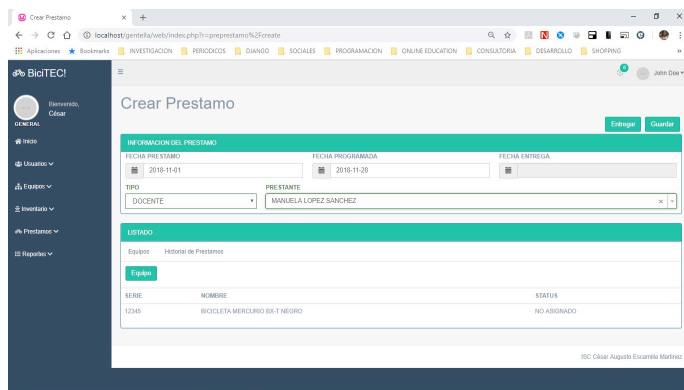 Crear Prestamo
localhost/gentella/web/index.php?r=preprestamo%2Fcreate
Aplicaciones Bookmarks INVESTIGACION PERIODICOS DJANGO SOCIALES PROGRAMACION ONLINE EDUCATION CONSULTORIA DESARROLLO SHOPPING
BiciTEC!
6
John Doe
Bienvenido,
César
GENERAL
Inicio
Usuarios
Equipos
Inventario
Prestamos
Reportes
Crear Prestamo
Entregar Guardar
INFORMACION DEL PRESTAMO
FECHA PRESTAMO FECHA PROGRAMADA FECHA ENTREGA
2018-11-01 2018-11-28
TIPO PRESTANTE
DOCENTE MANUELA LOPEZ SANCHEZ
LISTADO
Equipos Historial de Prestamos
Equipo
SERIE NOMBRE STATUS
12345 BICICLETA MERCURIO BX-T NEGRO NO ASIGNADO
ISC César Augusto Escamilla Martinez